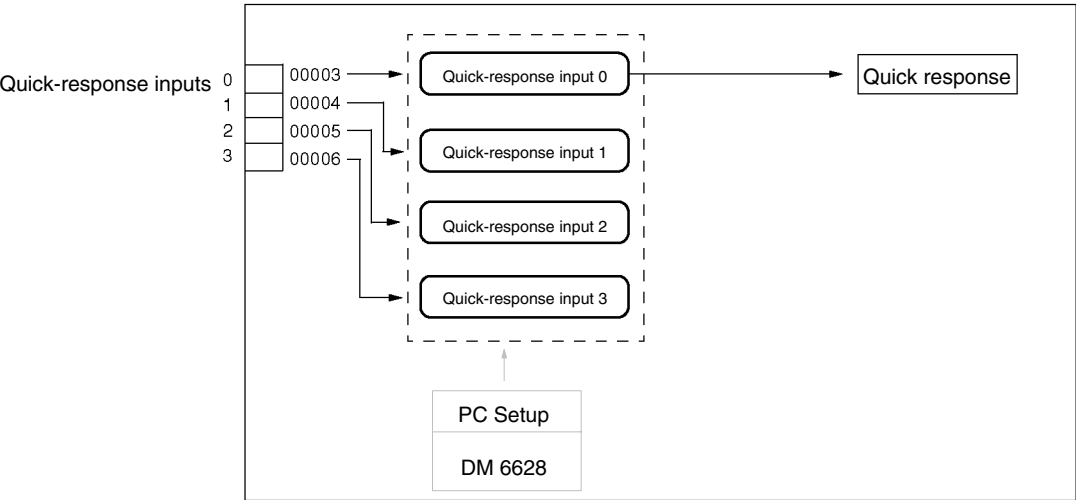 Quick-response inputs
0 00003
1 00004
2 00005
3 00006
Quick-response input 0
Quick-response input 1
Quick-response input 2
Quick-response input 3
Quick response
PC Setup
DM 6628